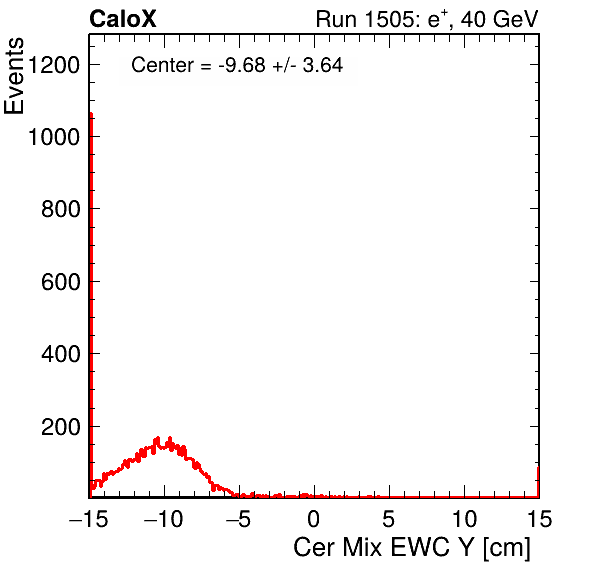 CaloX Run 1505: e⁺, 40 GeV
Center = -9.68 +/- 3.64
Events
1200
1000
800
600
400
200
−15 −10 −5 0 5 10 15
Cer Mix EWC Y [cm]